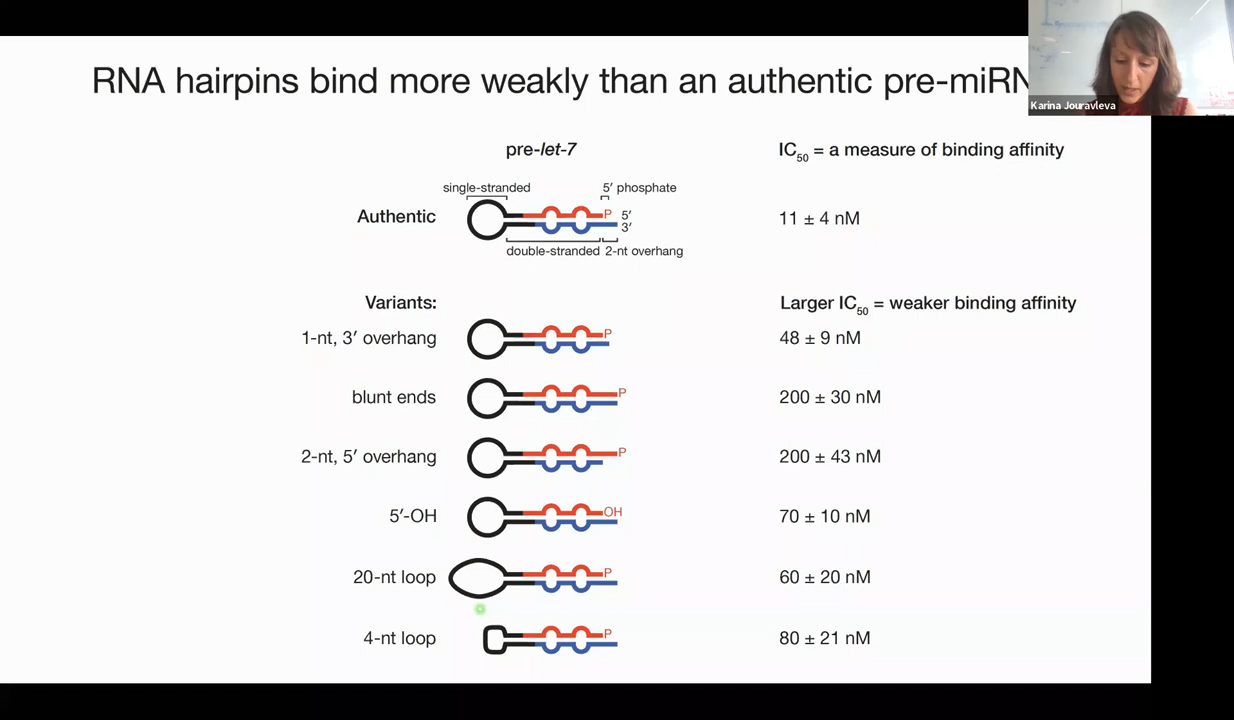 RNA hairpins bind more weakly than an authentic
Karina Jouravleva
pre-let-7
IC50 = a measure of binding affinity
single-stranded
5′ phosphate
Authentic
P
5′
3′
11 ± 4 nM
double-stranded
2-nt overhang
Variants:
Larger IC50 = weaker binding affinity
1-nt, 3′ overhang
P
48 ± 9 nM
blunt ends
P
200 ± 30 nM
2-nt, 5′ overhang
P
200 ± 43 nM
5′-OH
OH
70 ± 10 nM
20-nt loop
P
60 ± 20 nM
4-nt loop
P
80 ± 21 nM